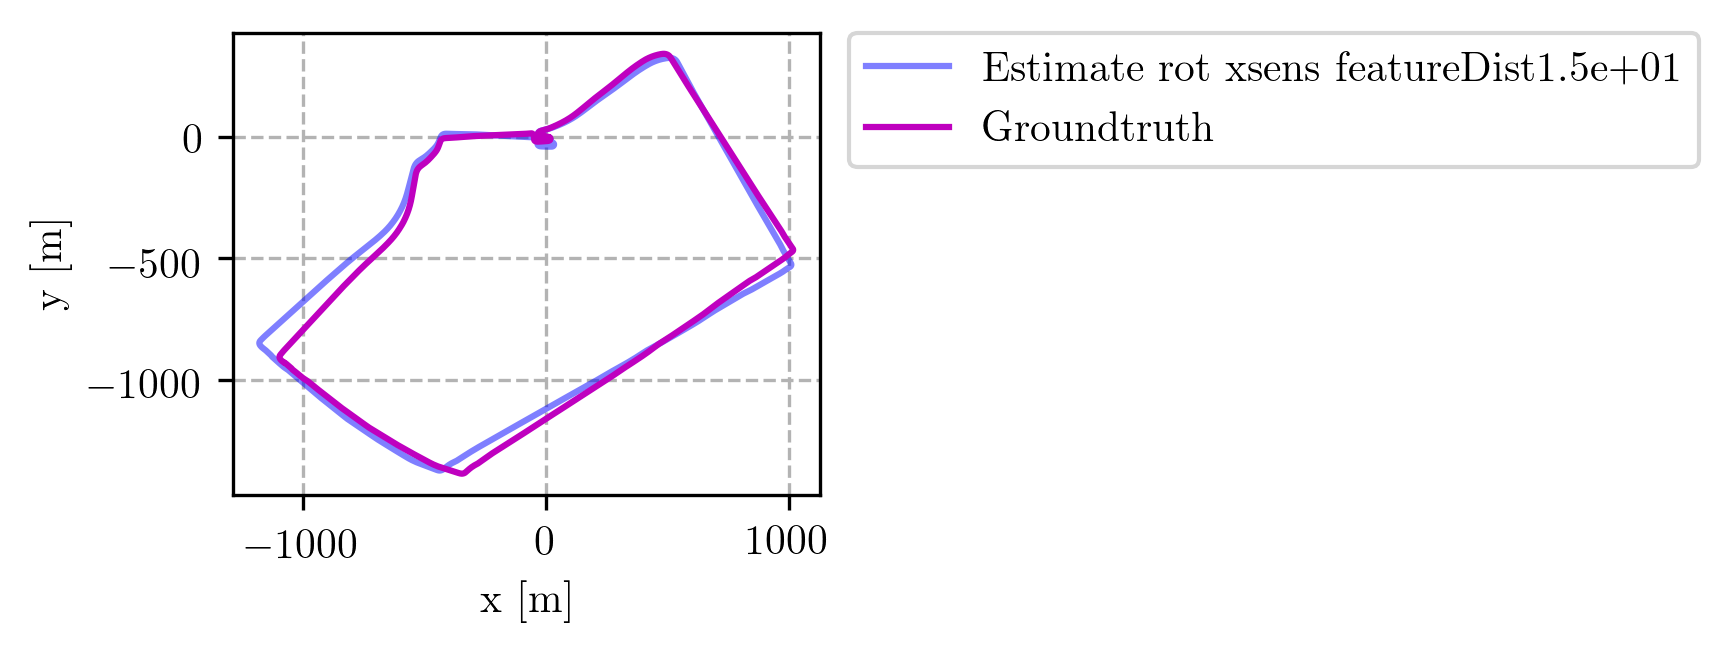 Estimate rot xsens featureDist1.5e+01
Groundtruth
0
−500
−1000
y [m]
−1000
0
1000
x [m]